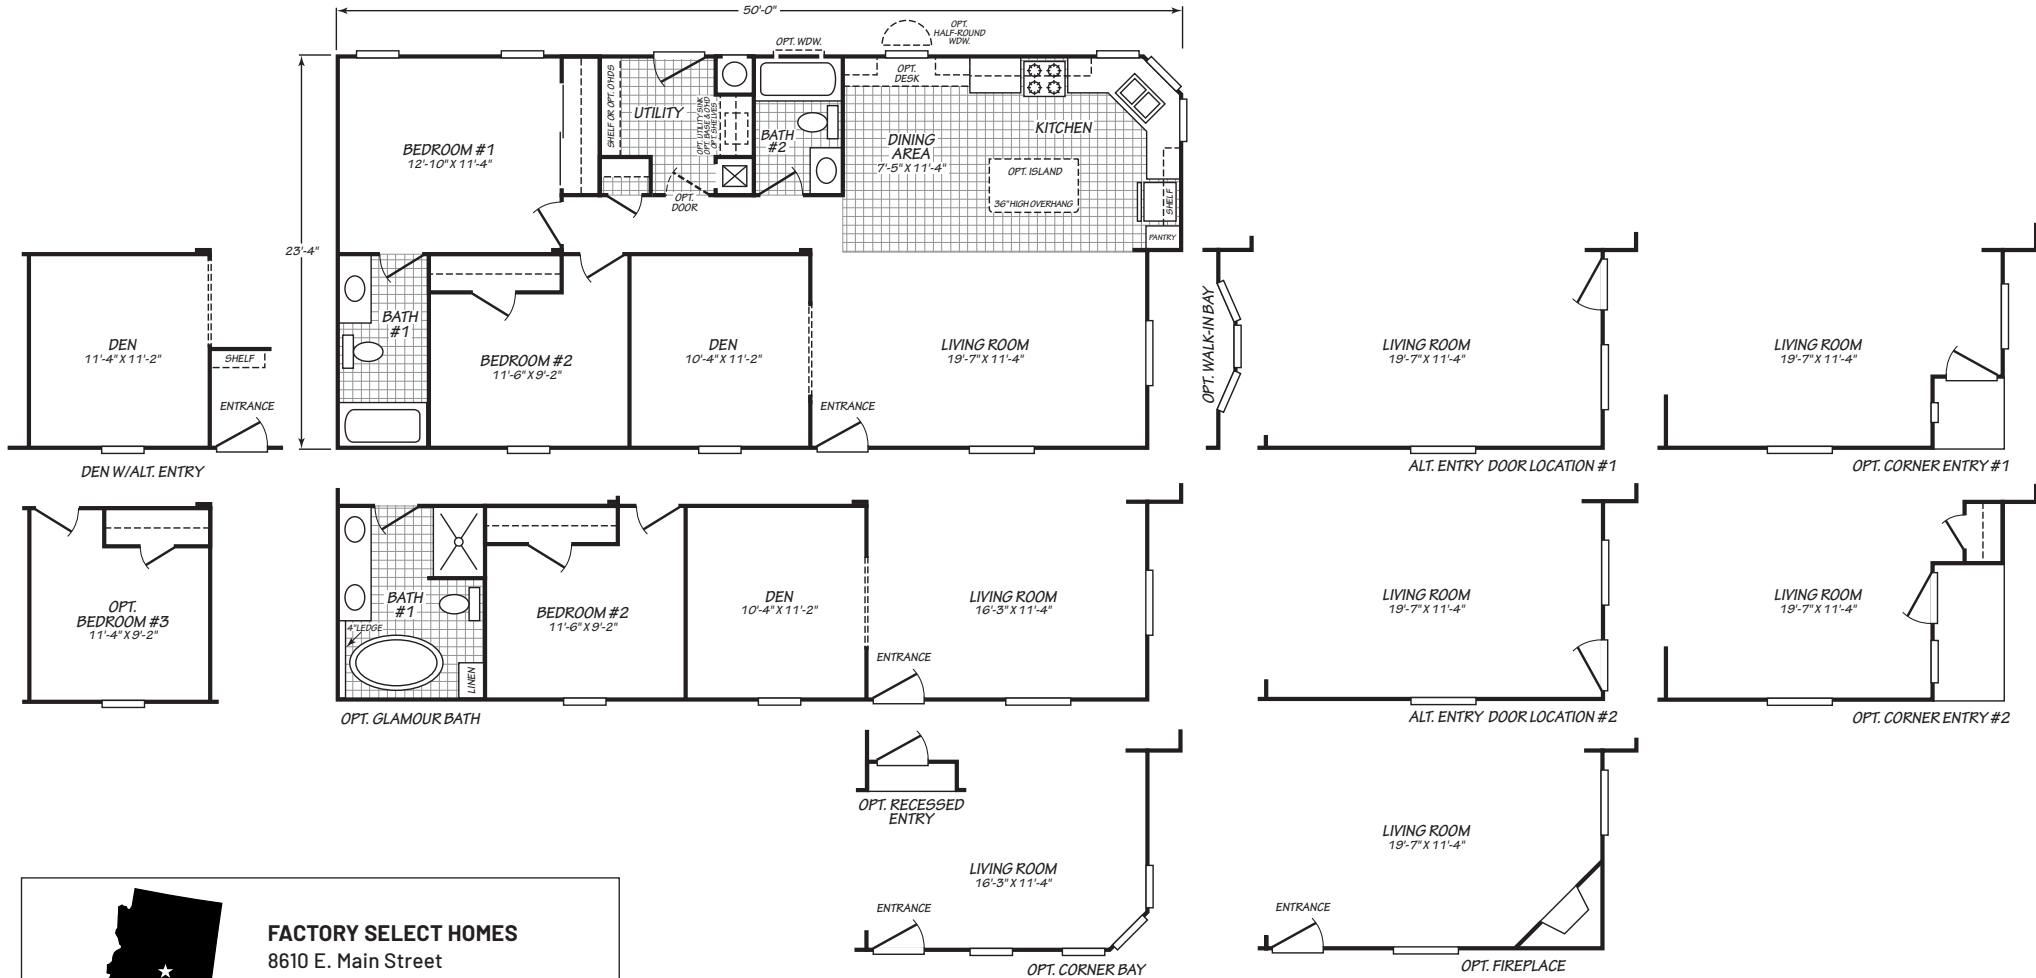 50'-0"
OPT.
HALF-ROUND
WDW.
OPT. WDW.
OPT.
DESK
SHELF OR OPT. O'HDS
UTILITY
OPT. UTILITY SINK
OPT. BASE & O'HD
OPT. SHELVES
BATH
#2
DINING
AREA
7'-5" X 11'-4"
KITCHEN
OPT. ISLAND
36" HIGH OVERHANG
SHELF
PANTRY
BEDROOM #1
12'-10" X 11'-4"
OPT.
DOOR
23'-4"
BATH
#1
BEDROOM #2
11'-6" X 9'-2"
DEN
10'-4" X 11'-2"
LIVING ROOM
19'-7" X 11'-4"
ENTRANCE
DEN
11'-4" X 11'-2"
SHELF
ENTRANCE
DEN W/ALT. ENTRY
OPT. WALK-IN BAY
LIVING ROOM
19'-7" X 11'-4"
ALT. ENTRY DOOR LOCATION #1
LIVING ROOM
19'-7" X 11'-4"
OPT. CORNER ENTRY #1
OPT.
BEDROOM #3
11'-4" X 9'-2"
BATH
#1
4" LEDGE
LINEN
BEDROOM #2
11'-6" X 9'-2"
DEN
10'-4" X 11'-2"
LIVING ROOM
16'-3" X 11'-4"
ENTRANCE
OPT. GLAMOUR BATH
LIVING ROOM
19'-7" X 11'-4"
ALT. ENTRY DOOR LOCATION #2
LIVING ROOM
19'-7" X 11'-4"
OPT. CORNER ENTRY #2
OPT. RECESSED
ENTRY
LIVING ROOM
16'-3" X 11'-4"
ENTRANCE
OPT. CORNER BAY
LIVING ROOM
19'-7" X 11'-4"
ENTRANCE
OPT. FIREPLACE
FACTORY SELECT HOMES
8610 E. Main Street